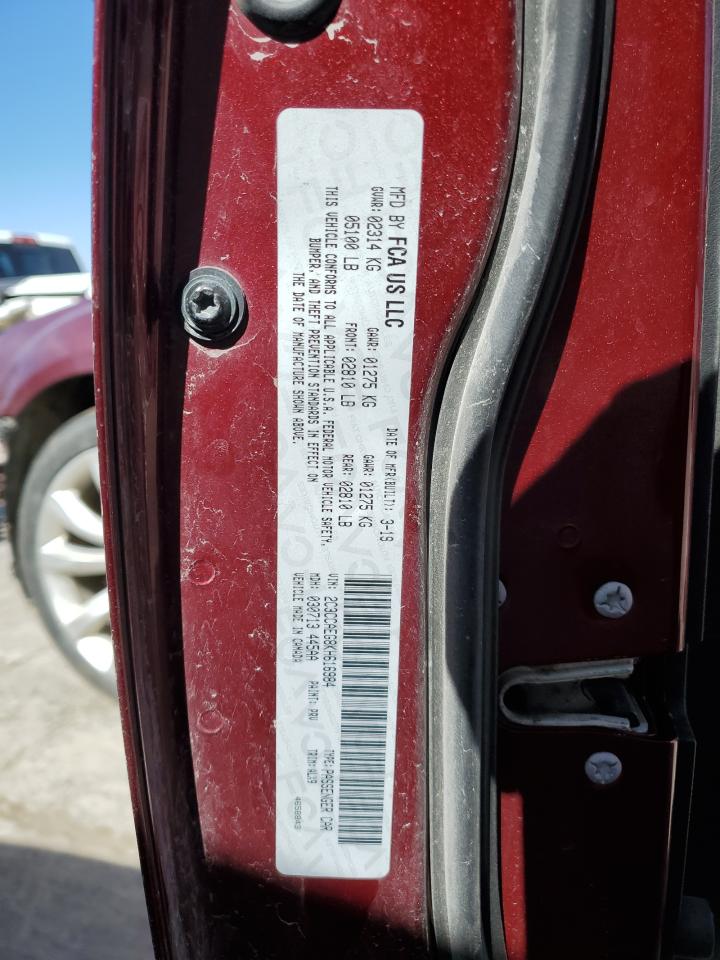 MFD BY FCA US LLC
DATE OF MFR(BUILT): 3-19
GVWR: 02314 KG
GAWR: 01275 KG
GAWR: 01275 KG
05100 LB
FRONT: 02810 LB
REAR: 02810 LB
THIS VEHICLE CONFORMS TO ALL APPLICABLE U.S.A. FEDERAL MOTOR VEHICLE SAFETY,
BUMPER, AND THEFT PREVENTION STANDARDS IN EFFECT ON
THE DATE OF MANUFACTURE SHOWN ABOVE.
VIN: 2C3CCAEG8KH616984
TYPE: PASSENGER CAR
MDH: 030713 445AA
PAINT: PRV
TRIM: ALX9
VEHICLE MADE IN CANADA